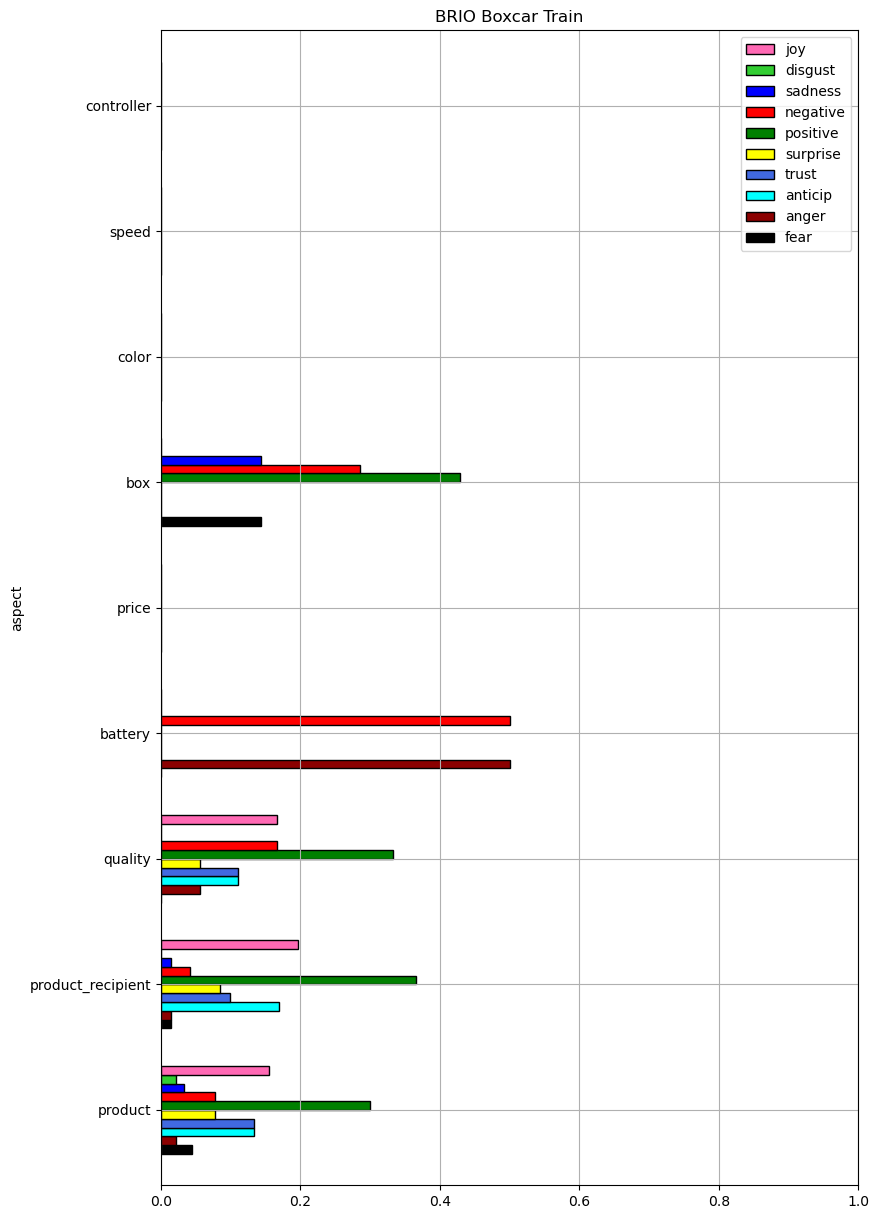 BRIO Boxcar Train
joy
disgust
sadness
negative
positive
surprise
trust
anticip
anger
fear
controller
speed
color
box
price
battery
quality
product_recipient
product
aspect
0.0 0.2 0.4 0.6 0.8 1.0